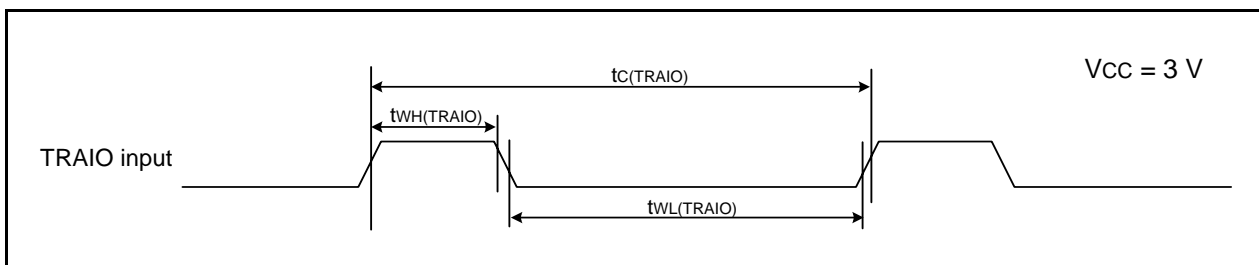 tC(TRAIO)
VCC = 3 V
tWH(TRAIO)
TRAIO input
tWL(TRAIO)